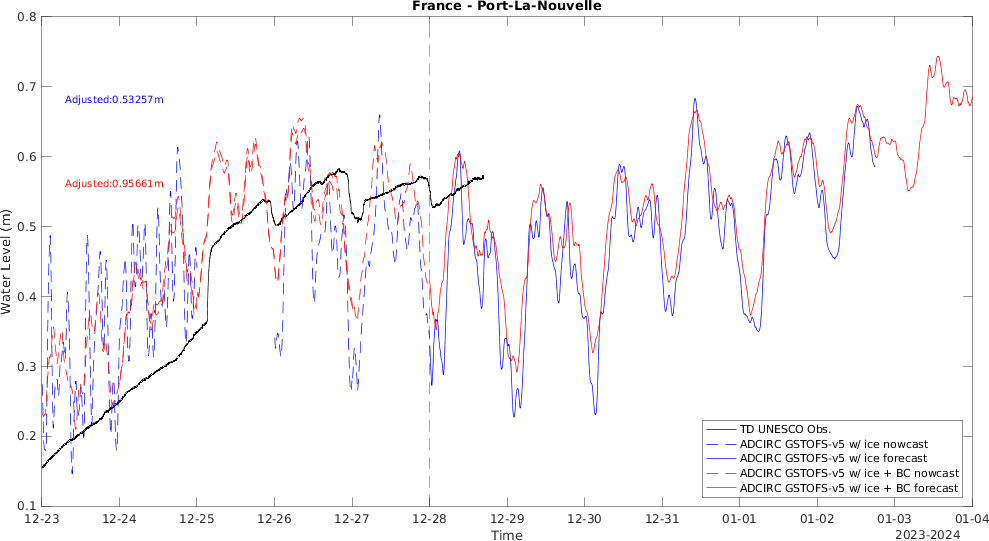 France - Port-La-Nouvelle
0.8
0.7
0.6
0.5
0.4
0.3
0.2
0.1
Water Level (m)
Adjusted:0.53257m
Adjusted:0.95661m
TD UNESCO Obs.
ADCIRC GSTOFS-v5 w/ ice nowcast
ADCIRC GSTOFS-v5 w/ ice forecast
ADCIRC GSTOFS-v5 w/ ice + BC nowcast
ADCIRC GSTOFS-v5 w/ ice + BC forecast
12-23 12-24 12-25 12-26 12-27 12-28 12-29 12-30 12-31 01-01 01-02 01-03 01-04
Time
2023-2024